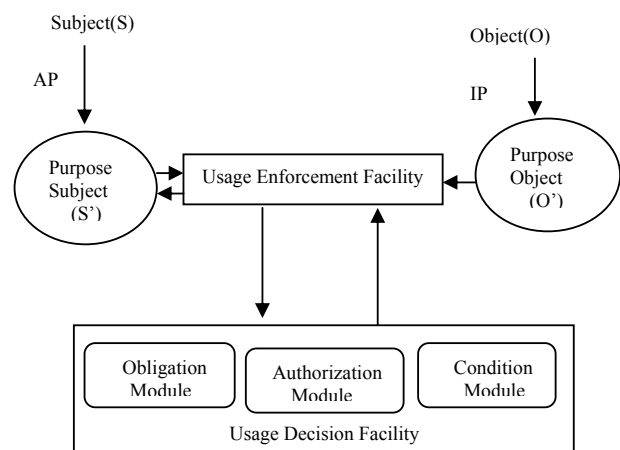 Subject(S)
Object(O)
AP
IP
Purpose
Subject
(S’)
Usage Enforcement Facility
Purpose
Object
(O’)
Obligation
Module
Authorization
Module
Condition
Module
Usage Decision Facility